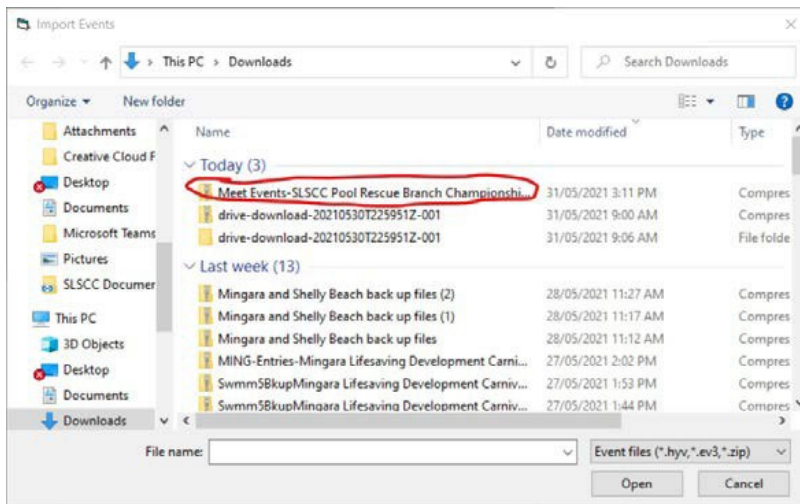 Import Events
This PC > Downloads
Search Downloads
Organize
New folder
Attachments
Creative Cloud F
Desktop
Documents
Microsoft Teams
Pictures
SLSCC Documer
This PC
3D Objects
Desktop
Documents
Downloads
Name Date modified Type
Today (3)
Meet Events-SLSCC Pool Rescue Branch Championshi... 31/05/2021 3:11 PM Compres
drive-download-20210530T225951Z-001 31/05/2021 9:00 AM Compres
drive-download-20210530T225951Z-001 31/05/2021 9:06 AM File folde
Last week (13)
Mingara and Shelly Beach back up files (2) 28/05/2021 11:27 AM Compres
Mingara and Shelly Beach back up files (1) 28/05/2021 11:17 AM Compres
Mingara and Shelly Beach back up files 28/05/2021 11:12 AM Compres
MING-Entries-Mingara Lifesaving Development Carni... 27/05/2021 2:02 PM Compres
Swmm5BkupMingara Lifesaving Development Carniv... 27/05/2021 1:53 PM Compres
Swmm5BkupMingara Lifesaving Development Carniv... 27/05/2021 1:44 PM Compres
File name:
Event files (*.hyv,*.ev3,*.zip)
Open Cancel